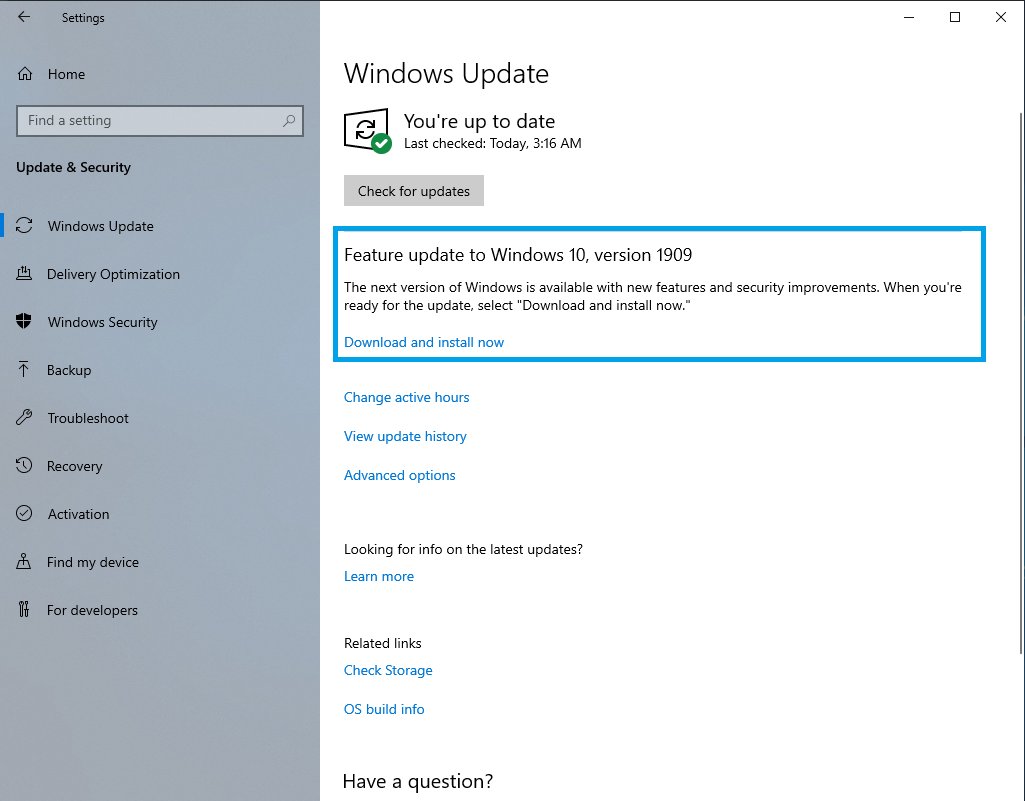 Settings
Home
Find a setting
Update & Security
Windows Update
Delivery Optimization
Windows Security
Backup
Troubleshoot
Recovery
Activation
Find my device
For developers
Windows Update
You're up to date
Last checked: Today, 3:16 AM
Check for updates
Feature update to Windows 10, version 1909
The next version of Windows is available with new features and security improvements. When you're
ready for the update, select "Download and install now."
Download and install now
Change active hours
View update history
Advanced options
Looking for info on the latest updates?
Learn more
Related links
Check Storage
OS build info
Have a question?